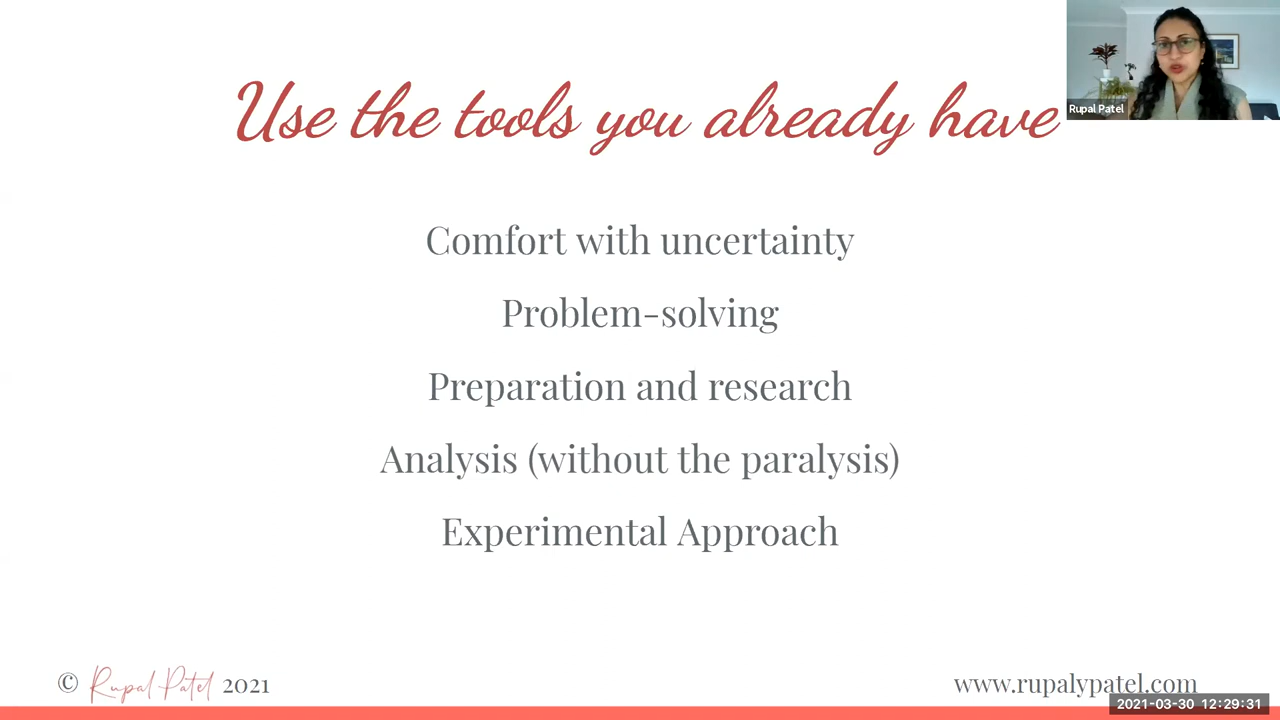 Use the tools you already have
Rupal Patel
Comfort with uncertainty
Problem-solving
Preparation and research
Analysis (without the paralysis)
Experimental Approach
© Rupal Patel 2021
www.rupalypatel.com
2021-03-30 12:29:31